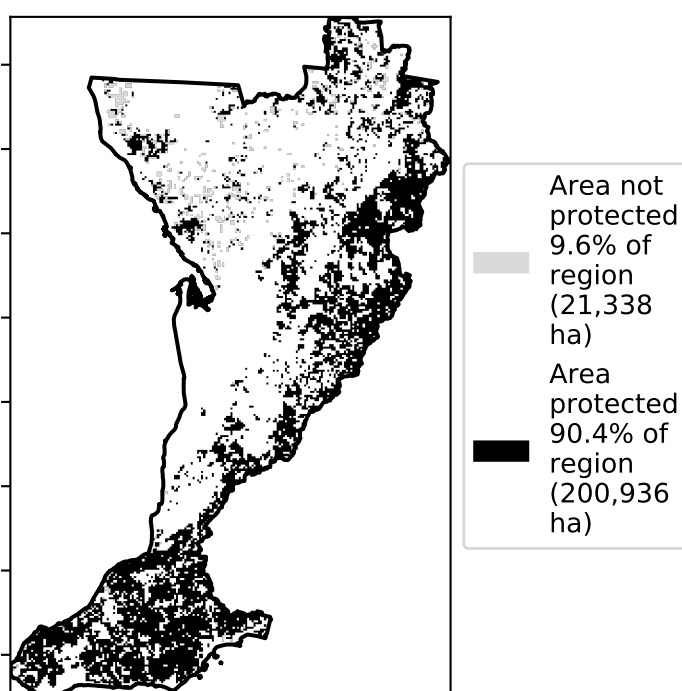 Area not
protected
9.6% of
region
(21,338
ha)
Area
protected
90.4% of
region
(200,936
ha)